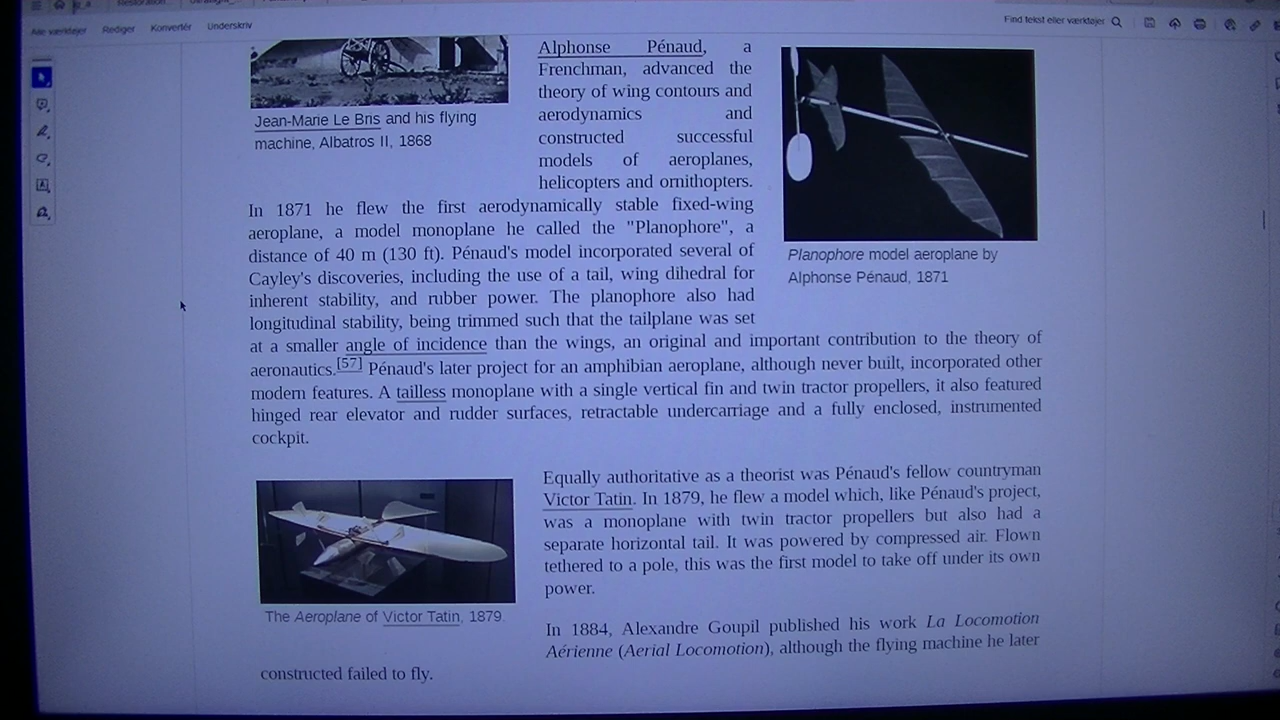 Alle værktøjer Rediger Konvertér Underskriv
Find tekst eller værktøjer
Jean-Marie Le Bris and his flying
machine, Albatros II, 1868
Alphonse Pénaud, a
Frenchman, advanced the
theory of wing contours and
aerodynamics and
constructed successful
models of aeroplanes,
helicopters and ornithopters.
In 1871 he flew the first aerodynamically stable fixed-wing
aeroplane, a model monoplane he called the "Planophore", a
distance of 40 m (130 ft). Pénaud's model incorporated several of
Cayley's discoveries, including the use of a tail, wing dihedral for
inherent stability, and rubber power. The planophore also had
longitudinal stability, being trimmed such that the tailplane was set
at a smaller angle of incidence than the wings, an original and important contribution to the theory of
aeronautics.[57] Pénaud's later project for an amphibian aeroplane, although never built, incorporated other
modern features. A tailless monoplane with a single vertical fin and twin tractor propellers, it also featured
hinged rear elevator and rudder surfaces, retractable undercarriage and a fully enclosed, instrumented
cockpit.
Planophore model aeroplane by
Alphonse Pénaud, 1871
Equally authoritative as a theorist was Pénaud's fellow countryman
Victor Tatin. In 1879, he flew a model which, like Pénaud's project,
was a monoplane with twin tractor propellers but also had a
separate horizontal tail. It was powered by compressed air. Flown
tethered to a pole, this was the first model to take off under its own
power.
The Aeroplane of Victor Tatin, 1879.
In 1884, Alexandre Goupil published his work La Locomotion
Aérienne (Aerial Locomotion), although the flying machine he later
constructed failed to fly.